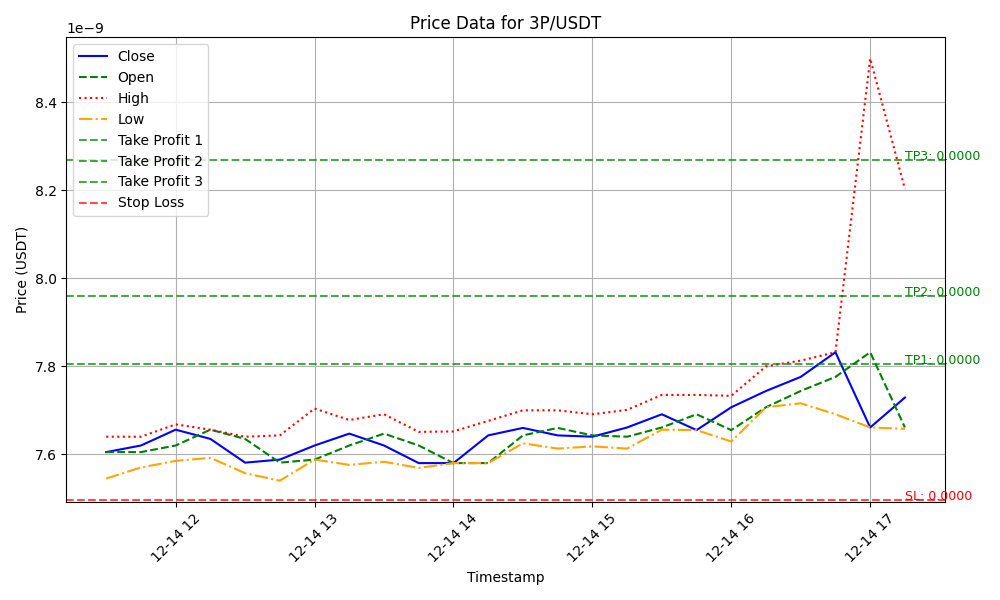 Price Data for 3P/USDT
1e−9
Close
Open
High
Low
Take Profit 1
Take Profit 2
Take Profit 3
Stop Loss
8.4
8.2
8.0
7.8
7.6
Price (USDT)
TP3: 0.0000
TP2: 0.0000
TP1: 0.0000
SL: 0.0000
12-14 12
12-14 13
12-14 14
12-14 15
12-14 16
12-14 17
Timestamp